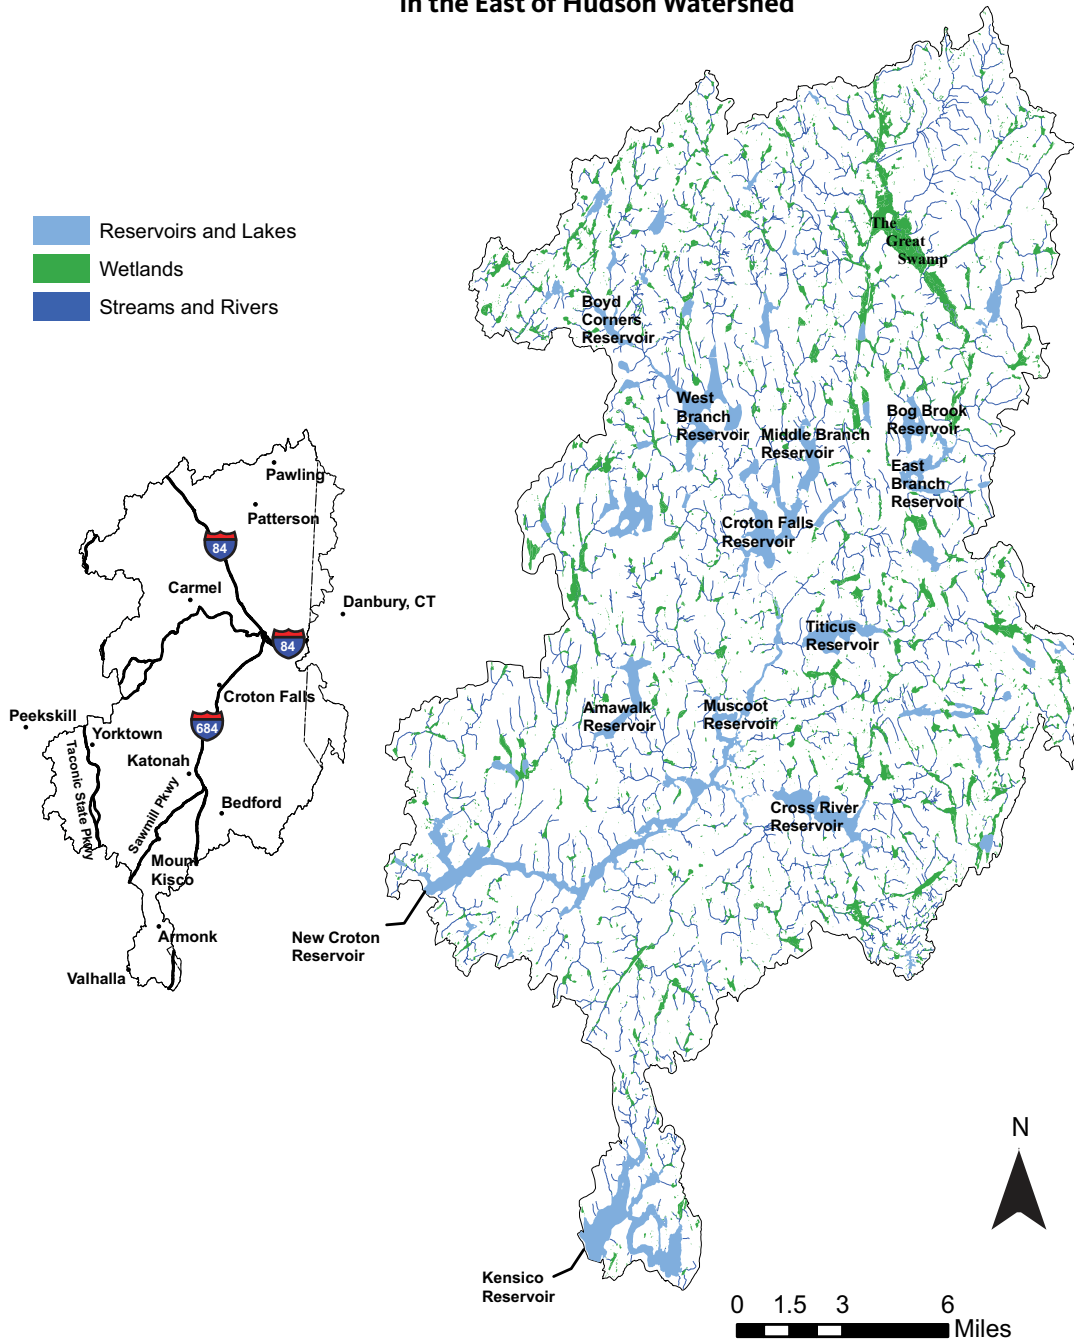 in the East of Hudson Watershed
Reservoirs and Lakes
Wetlands
Streams and Rivers
The
Great
Swamp
Boyd
Corners
Reservoir
West
Branch
Reservoir
Middle Branch
Reservoir
Bog Brook
Reservoir
East
Branch
Reservoir
Croton Falls
Reservoir
Titicus
Reservoir
Amawalk
Reservoir
Muscoot
Reservoir
Cross River
Reservoir
New Croton
Reservoir
Kensico
Reservoir
Pawling
Patterson
84
Carmel
Danbury, CT
84
Croton Falls
Peekskill
684
Yorktown
Katonah
Taconic State Pkwy
Sawmill Pkwy
Bedford
Mount
Kisco
Armonk
Valhalla
N
0 1.5 3 6
Miles